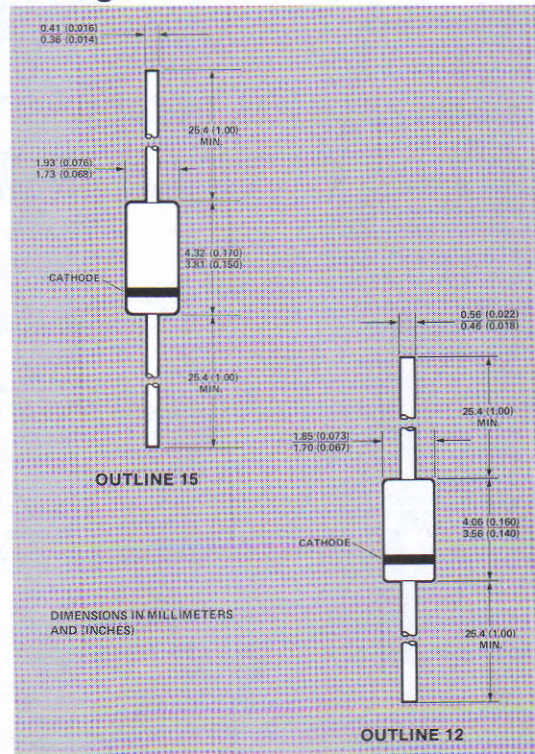 0.41 (0.016)
0.36 (0.014)
25.4 (1.00)
MIN.
1.93 (0.076)
1.73 (0.068)
4.32 (0.170)
3.81 (0.150)
CATHODE
25.4 (1.00)
MIN.
OUTLINE 15
0.56 (0.022)
0.46 (0.018)
25.4 (1.00)
MIN.
1.85 (0.073)
1.70 (0.067)
4.06 (0.160)
3.56 (0.140)
CATHODE
25.4 (1.00)
MIN.
OUTLINE 12
DIMENSIONS IN MILLIMETERS
AND (INCHES)